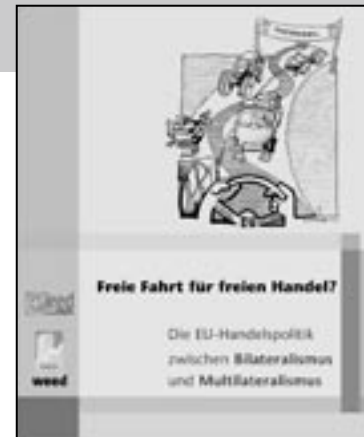 Freie Fahrt für freien Handel?
Die EU-Handelspolitik
zwischen Bilateralismus
und Multilateralismus
weed